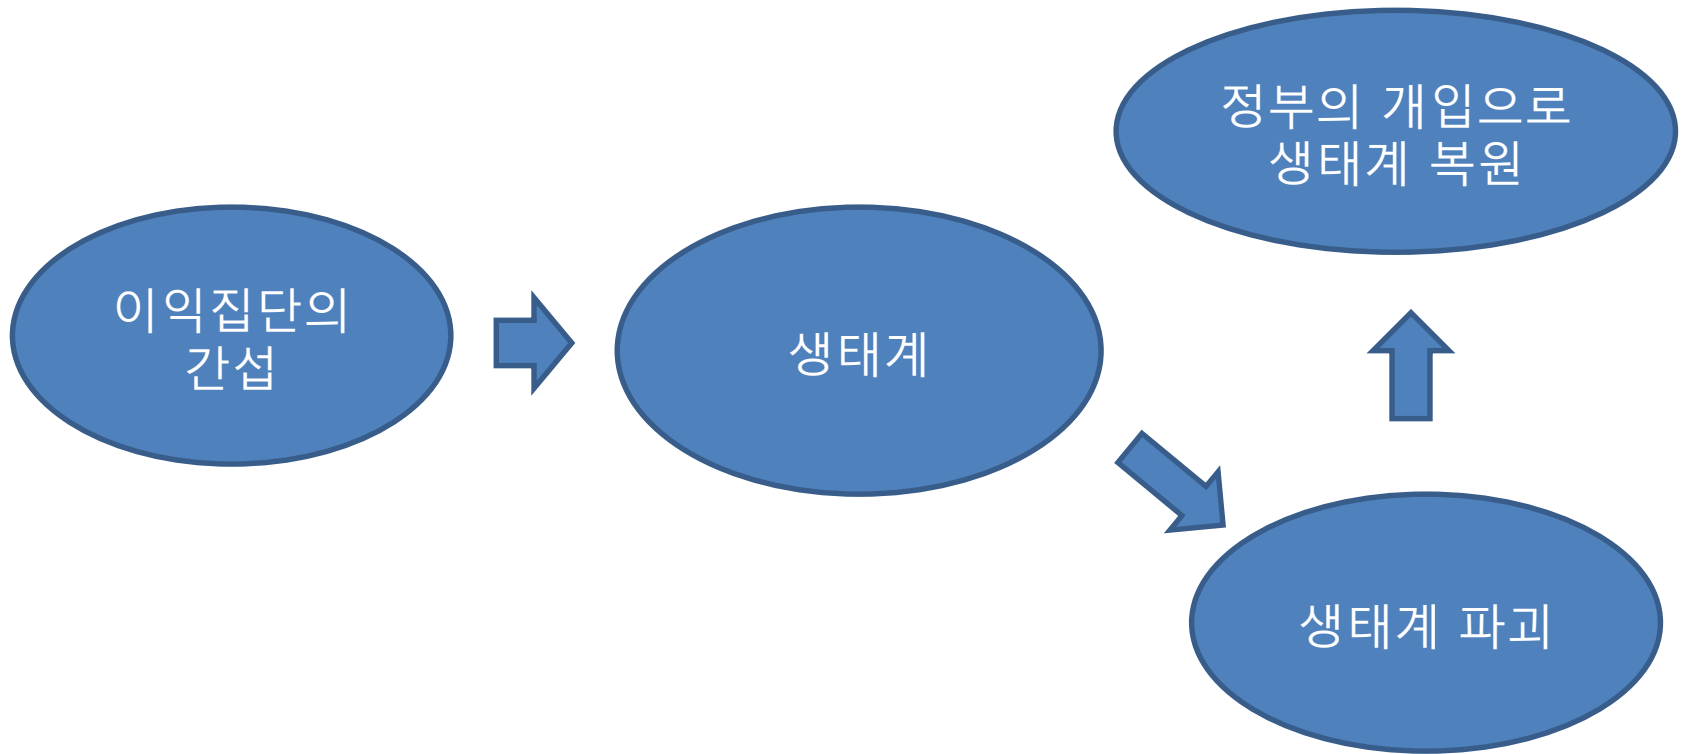 정부의 개입으로
생태계 복원
이익집단의
간섭
생태계
생태계 파괴